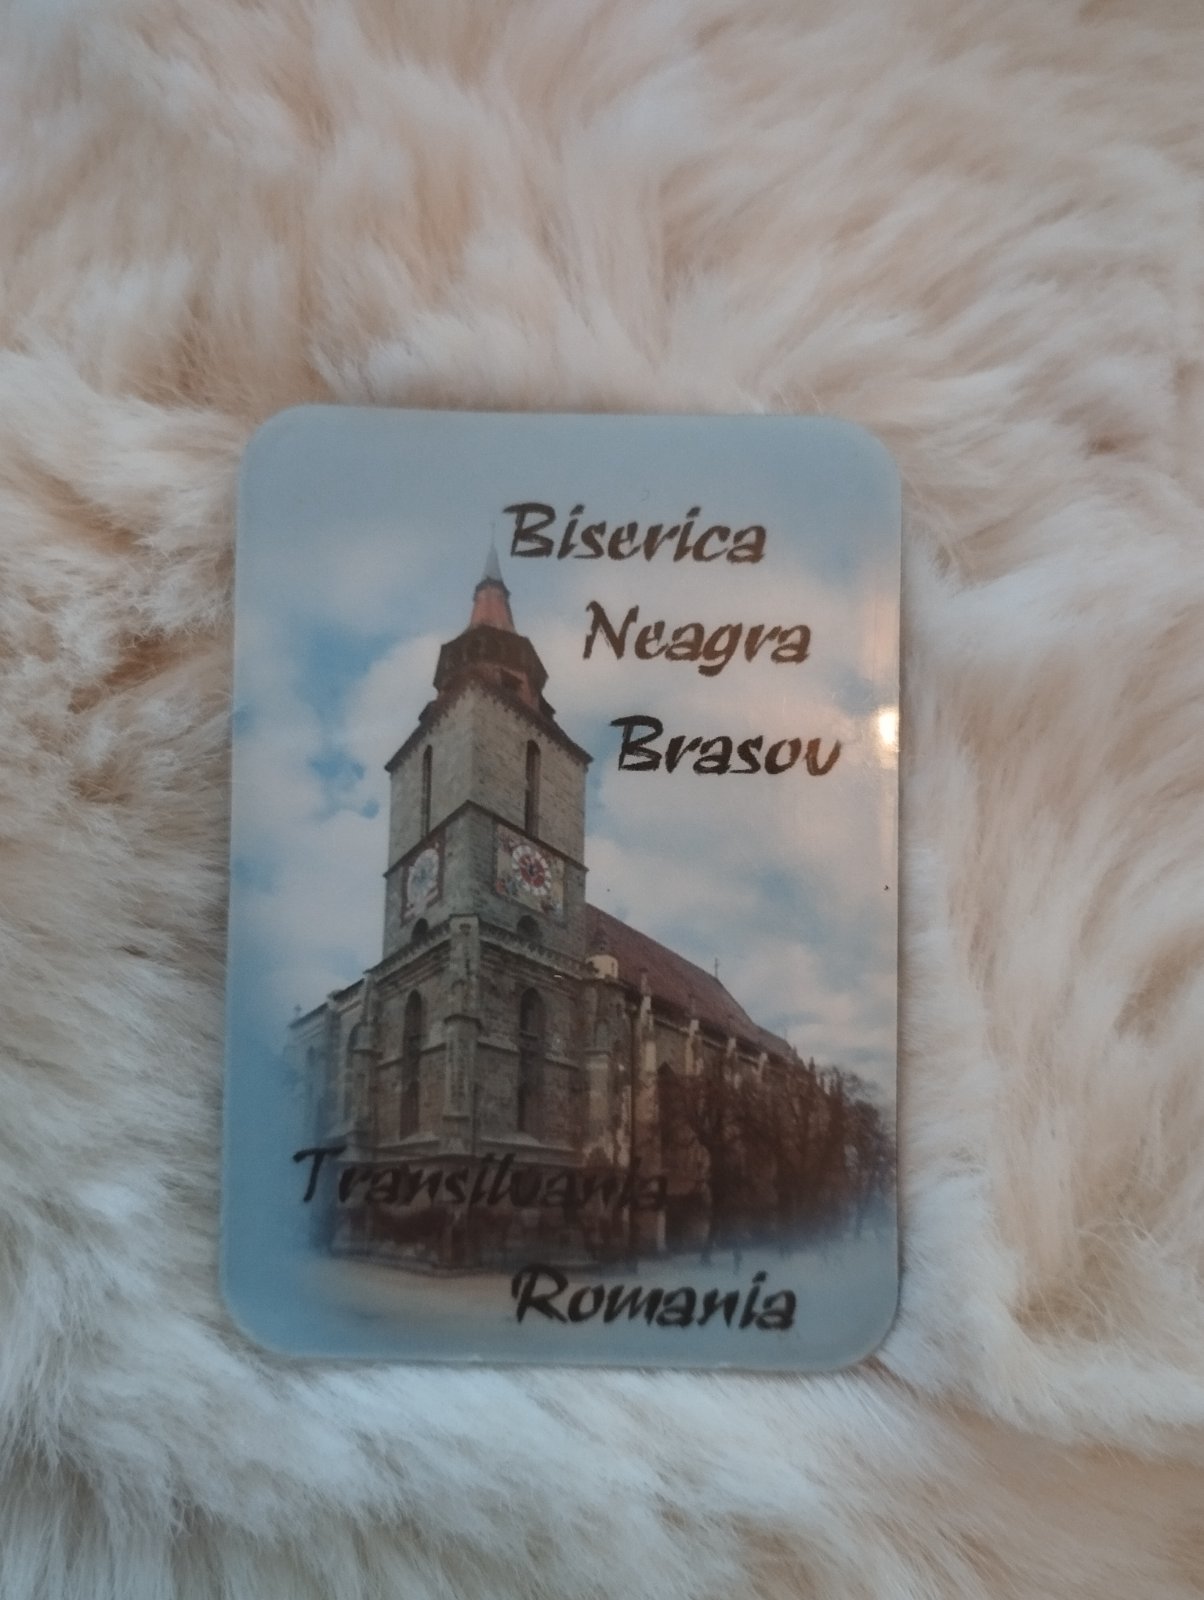 Biserica
Neagra
Brasov
Transilvania
Romania